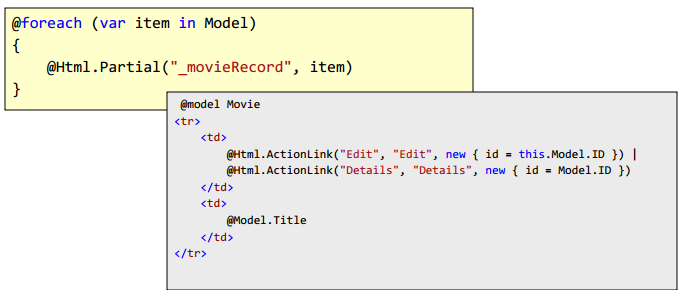 @foreach (var item in Model)
{
    @Html.Partial("_movieRecord", item)
}
@model Movie
<tr>
    <td>
        @Html.ActionLink("Edit", "Edit", new { id = this.Model.ID }) |
        @Html.ActionLink("Details", "Details", new { id = Model.ID })
    </td>
    <td>
        @Model.Title
    </td>
</tr>